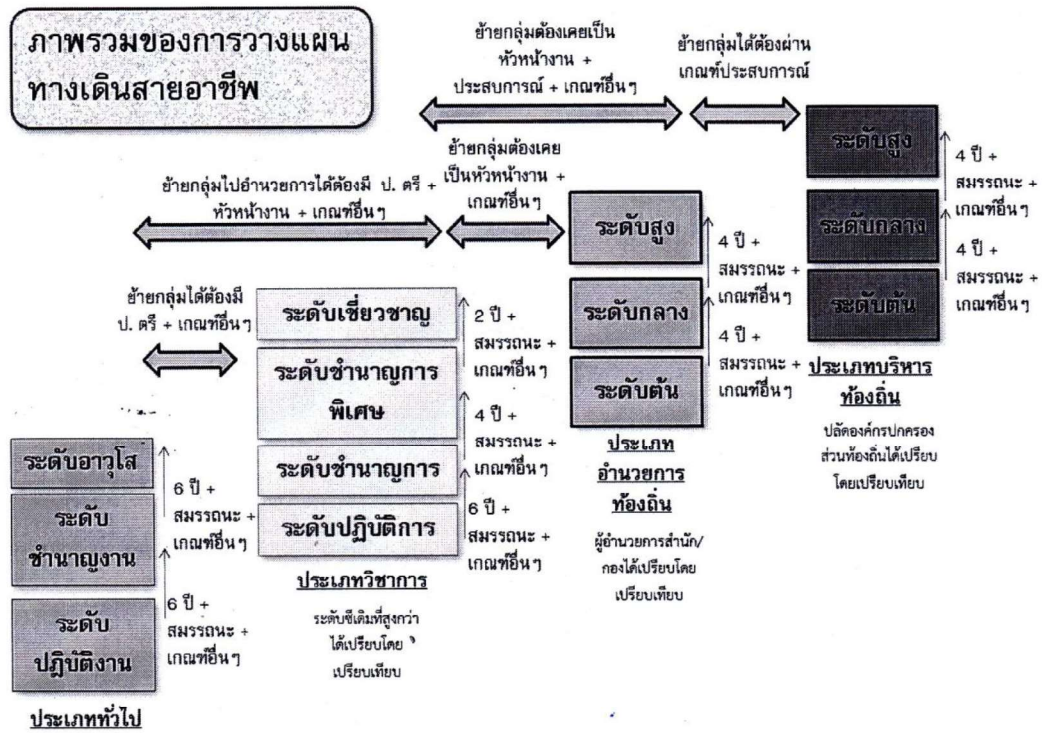 ภาพรวมของการวางแผน
ทางเดินสายอาชีพ
ย้ายกลุ่มต้องเคยเป็น
หัวหน้างาน +
ประสบการณ์ + เกณฑ์อื่นๆ
ย้ายกลุ่มได้ต้องผ่าน
เกณฑ์ประสบการณ์
ย้ายกลุ่มไปอำนวยการได้ต้องมี ป. ตรี +
หัวหน้างาน + เกณฑ์อื่นๆ
ย้ายกลุ่มต้องเคย
เป็นหัวหน้างาน +
เกณฑ์อื่นๆ
ย้ายกลุ่มได้ต้องมี
ป. ตรี + เกณฑ์อื่นๆ
ระดับอาวุโส
ระดับ
ชำนาญงาน
ระดับ
ปฏิบัติงาน
6 ปี +
สมรรถนะ +
เกณฑ์อื่นๆ
6 ปี +
สมรรถนะ +
เกณฑ์อื่นๆ
ประเภททั่วไป
ระดับเชี่ยวชาญ
ระดับชำนาญการ
พิเศษ
ระดับชำนาญการ
ระดับปฏิบัติการ
2 ปี +
สมรรถนะ +
เกณฑ์อื่นๆ
4 ปี +
สมรรถนะ +
เกณฑ์อื่นๆ
6 ปี +
สมรรถนะ +
เกณฑ์อื่นๆ
ประเภทวิชาการ
ระดับซีเดิมที่สูงกว่า
ได้เปรียบโดย
เปรียบเทียบ
ระดับสูง
ระดับกลาง
ระดับต้น
4 ปี +
สมรรถนะ +
เกณฑ์อื่นๆ
4 ปี +
สมรรถนะ +
เกณฑ์อื่นๆ
ประเภท
อำนวยการ
ท้องถิ่น
ผู้อำนวยการสำนัก/
กองได้เปรียบโดย
เปรียบเทียบ
ระดับสูง
ระดับกลาง
ระดับต้น
4 ปี +
สมรรถนะ +
เกณฑ์อื่นๆ
4 ปี +
สมรรถนะ +
เกณฑ์อื่นๆ
ประเภทบริหาร
ท้องถิ่น
ปลัดองค์กรปกครอง
ส่วนท้องถิ่นได้เปรียบ
โดยเปรียบเทียบ